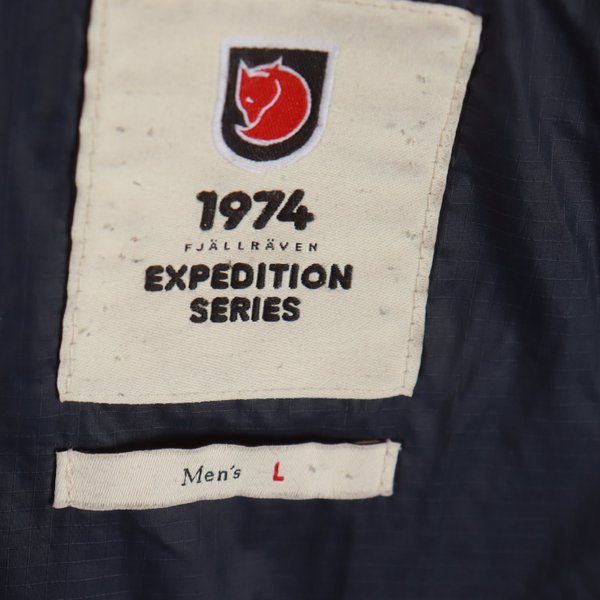 1974
FJÄLLRÄVEN
EXPEDITION
SERIES
Men's L